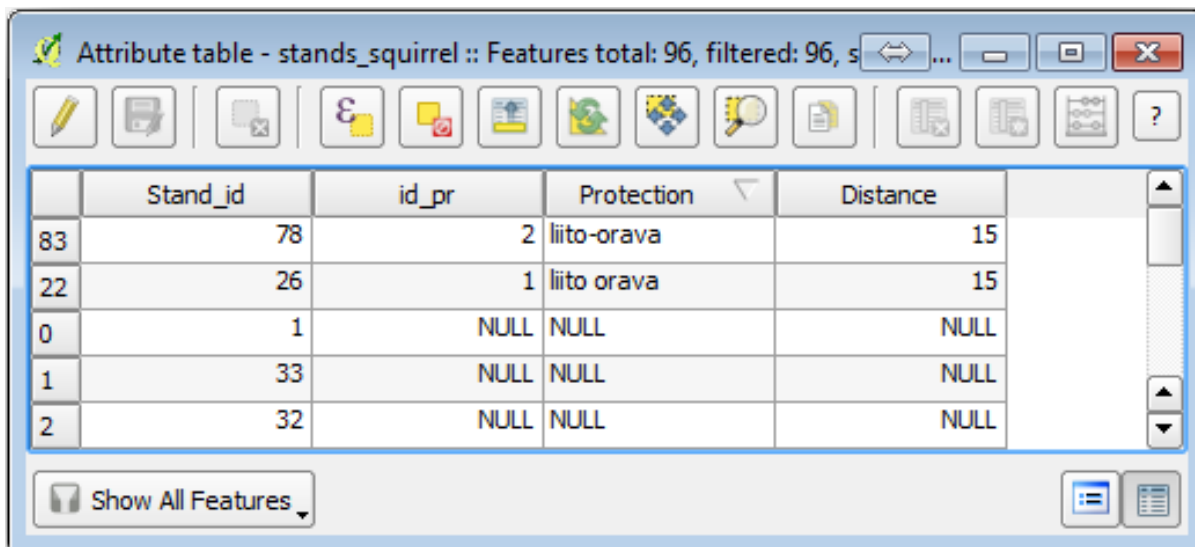 Attribute table - stands_squirrel :: Features total: 96, filtered: 96, s ...
ε
?
Stand_id id_pr Protection Distance
83 78 2 liito-orava 15
22 26 1 liito orava 15
0 1 NULL NULL NULL
1 33 NULL NULL NULL
2 32 NULL NULL NULL
Show All Features